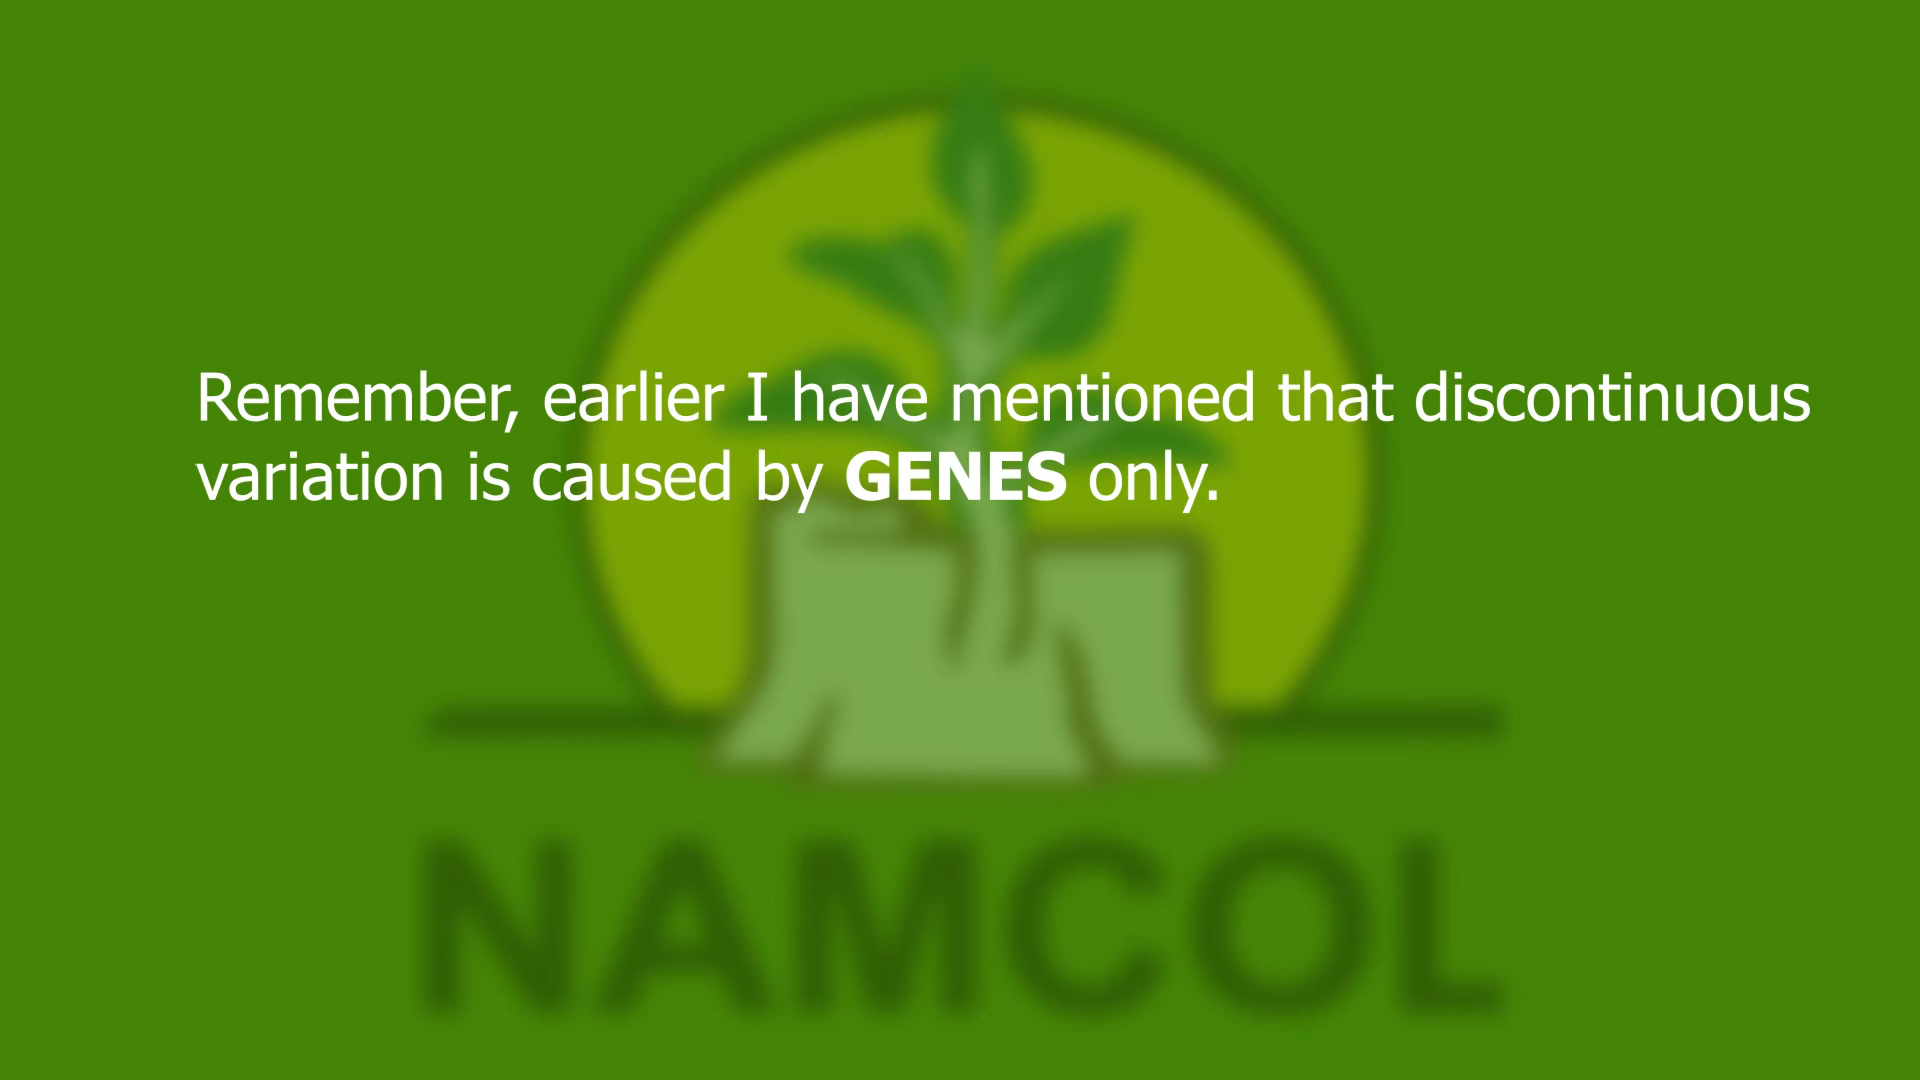 Remember, earlier I have mentioned that discontinuous
variation is caused by GENES only.
NAMCOL